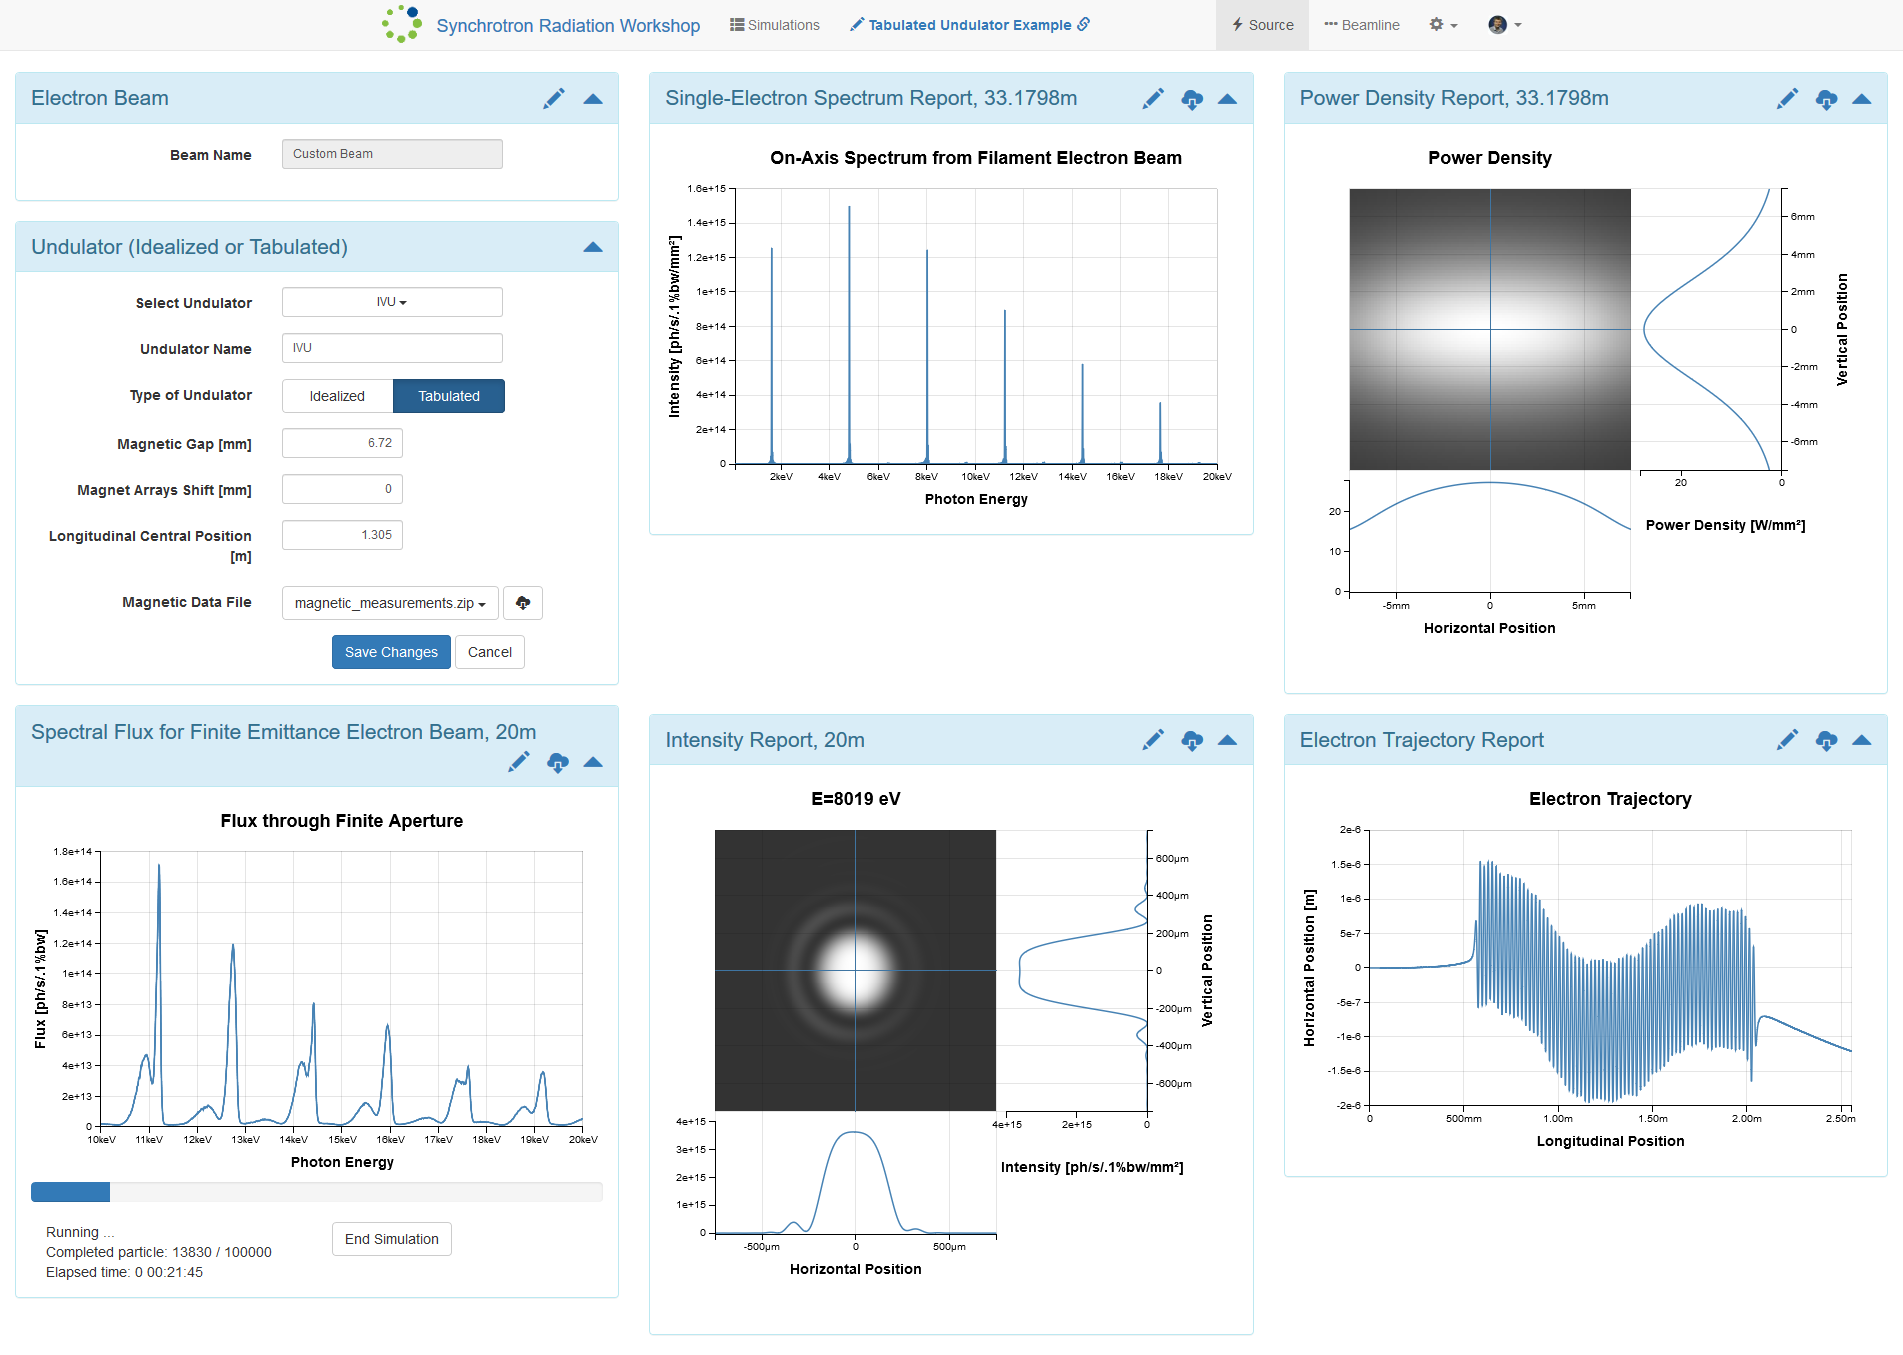 Synchrotron Radiation Workshop
Simulations
Tabulated Undulator Example
Source
Beamline
Electron Beam
Beam Name
Custom Beam
Undulator (Idealized or Tabulated)
Select Undulator
IVU
Undulator Name
IVU
Type of Undulator
Idealized
Tabulated
Magnetic Gap [mm]
6.72
Magnet Arrays Shift [mm]
0
Longitudinal Central Position
[m]
1.305
Magnetic Data File
magnetic_measurements.zip
Save Changes
Cancel
Single-Electron Spectrum Report, 33.1798m
On-Axis Spectrum from Filament Electron Beam
Intensity [ph/s/.1%bw/mm²]
1.6e+15
1.4e+15
1.2e+15
1e+15
8e+14
6e+14
4e+14
2e+14
0
2keV
4keV
6keV
8keV
10keV
12keV
14keV
16keV
18keV
20keV
Photon Energy
Power Density Report, 33.1798m
Power Density
6mm
4mm
2mm
0
-2mm
-4mm
-6mm
Vertical Position
20
0
Power Density [W/mm²]
20
10
0
-5mm
0
5mm
Horizontal Position
Spectral Flux for Finite Emittance Electron Beam, 20m
Flux through Finite Aperture
Flux [ph/s/.1%bw]
1.8e+14
1.6e+14
1.4e+14
1.2e+14
1e+14
8e+13
6e+13
4e+13
2e+13
0
10keV
11keV
12keV
13keV
14keV
15keV
16keV
17keV
18keV
19keV
20keV
Photon Energy
Running ...
Completed particle: 13830 / 100000
Elapsed time: 0 00:21:45
End Simulation
Intensity Report, 20m
E=8019 eV
600µm
400µm
200µm
0
-200µm
-400µm
-600µm
Vertical Position
4e+15
2e+15
0
Intensity [ph/s/.1%bw/mm²]
4e+15
3e+15
2e+15
1e+15
0
-500µm
0
500µm
Horizontal Position
Electron Trajectory Report
Electron Trajectory
Horizontal Position [m]
2e-6
1.5e-6
1e-6
5e-7
0
-5e-7
-1e-6
-1.5e-6
-2e-6
0
500mm
1.00m
1.50m
2.00m
2.50m
Longitudinal Position